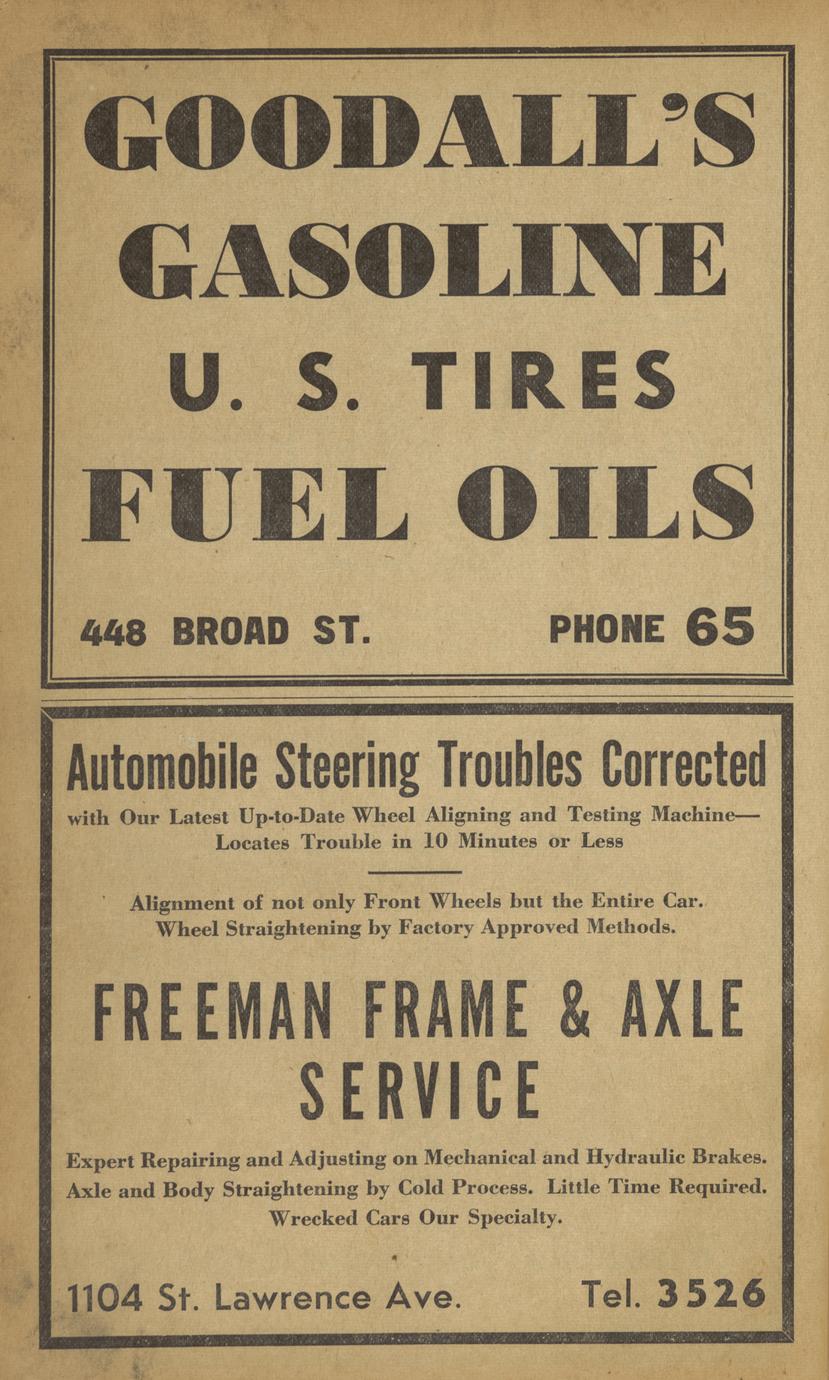 GOODALL'S
GASOLINE
U. S. TIRES
FUEL OILS
448 BROAD ST. PHONE 65
Automobile Steering Troubles Corrected
with Our Latest Up-to-Date Wheel Aligning and Testing Machine—
Locates Trouble in 10 Minutes or Less
Alignment of not only Front Wheels but the Entire Car.
Wheel Straightening by Factory Approved Methods.
FREEMAN FRAME & AXLE
SERVICE
Expert Repairing and Adjusting on Mechanical and Hydraulic Brakes.
Axle and Body Straightening by Cold Process. Little Time Required.
Wrecked Cars Our Specialty.
1104 St. Lawrence Ave. Tel. 3526